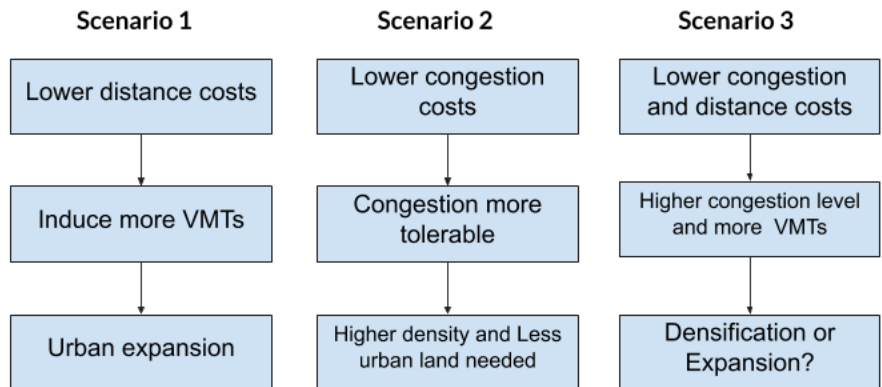 Scenario 1
Lower distance costs
Induce more VMTs
Urban expansion
Scenario 2
Lower congestion
costs
Congestion more
tolerable
Higher density and Less
urban land needed
Scenario 3
Lower congestion
and distance costs
Higher congestion level
and more VMTs
Densification or
Expansion?